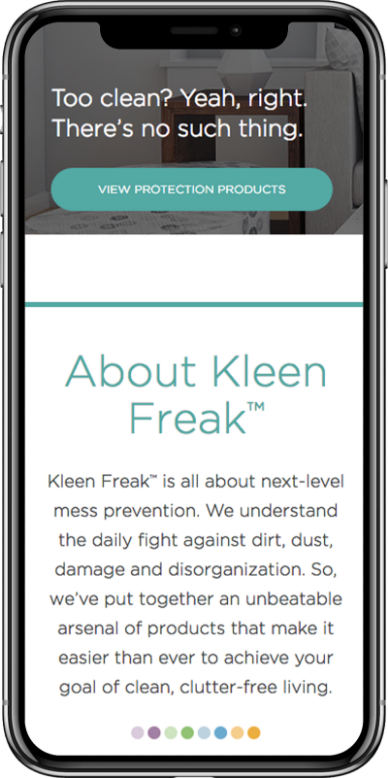 Too clean? Yeah, right.
There's no such thing.
VIEW PROTECTION PRODUCTS
About Kleen
Freak™
Kleen Freak™ is all about next-level
mess prevention. We understand
the daily fight against dirt, dust,
damage and disorganization. So,
we've put together an unbeatable
arsenal of products that make it
easier than ever to achieve your
goal of clean, clutter-free living.